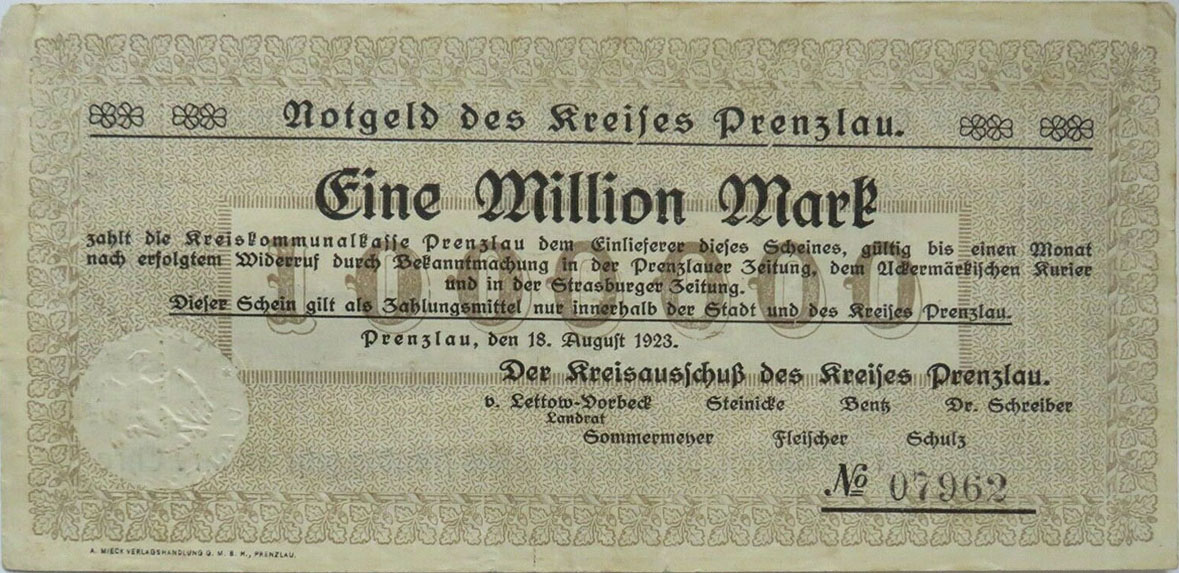 Notgeld des Kreises Prenzlau.
Eine Million Mark
zahlt die Kreiskommunalkasse Prenzlau dem Einlieferer dieses Scheines, gültig bis einen Monat
nach erfolgtem Widerruf durch Bekanntmachung in der Prenzlauer Zeitung, dem Uckermärkischen Kurier
und in der Strasburger Zeitung.
1000000
Dieser Schein gilt als Zahlungsmittel nur innerhalb der Stadt und des Kreises Prenzlau.
Prenzlau, den 18. August 1923.
Der Kreisausschuß des Kreises Prenzlau.
v. Lettow-Vorbeck Steinicke Bentz Dr. Schreiber
Landrat
Sommermeyer Fleischer Schulz
No 07962
A. MIECK VERLAGSHANDLUNG G. M. B. H., PRENZLAU.